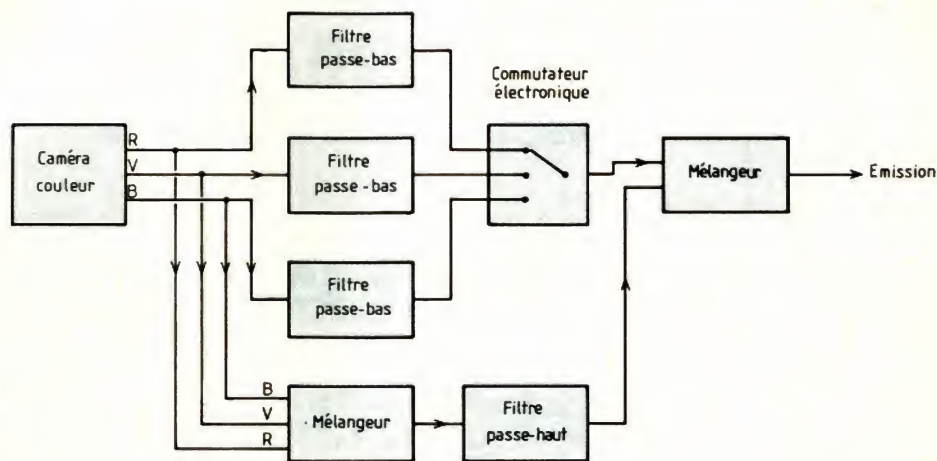 Filtre
passe-bas
Commutateur
électronique
Caméra
couleur
R
V
B
Filtre
passe-bas
Mélangeur
Emission
Filtre
passe-bas
B
V
R
Mélangeur
Filtre
passe-haut